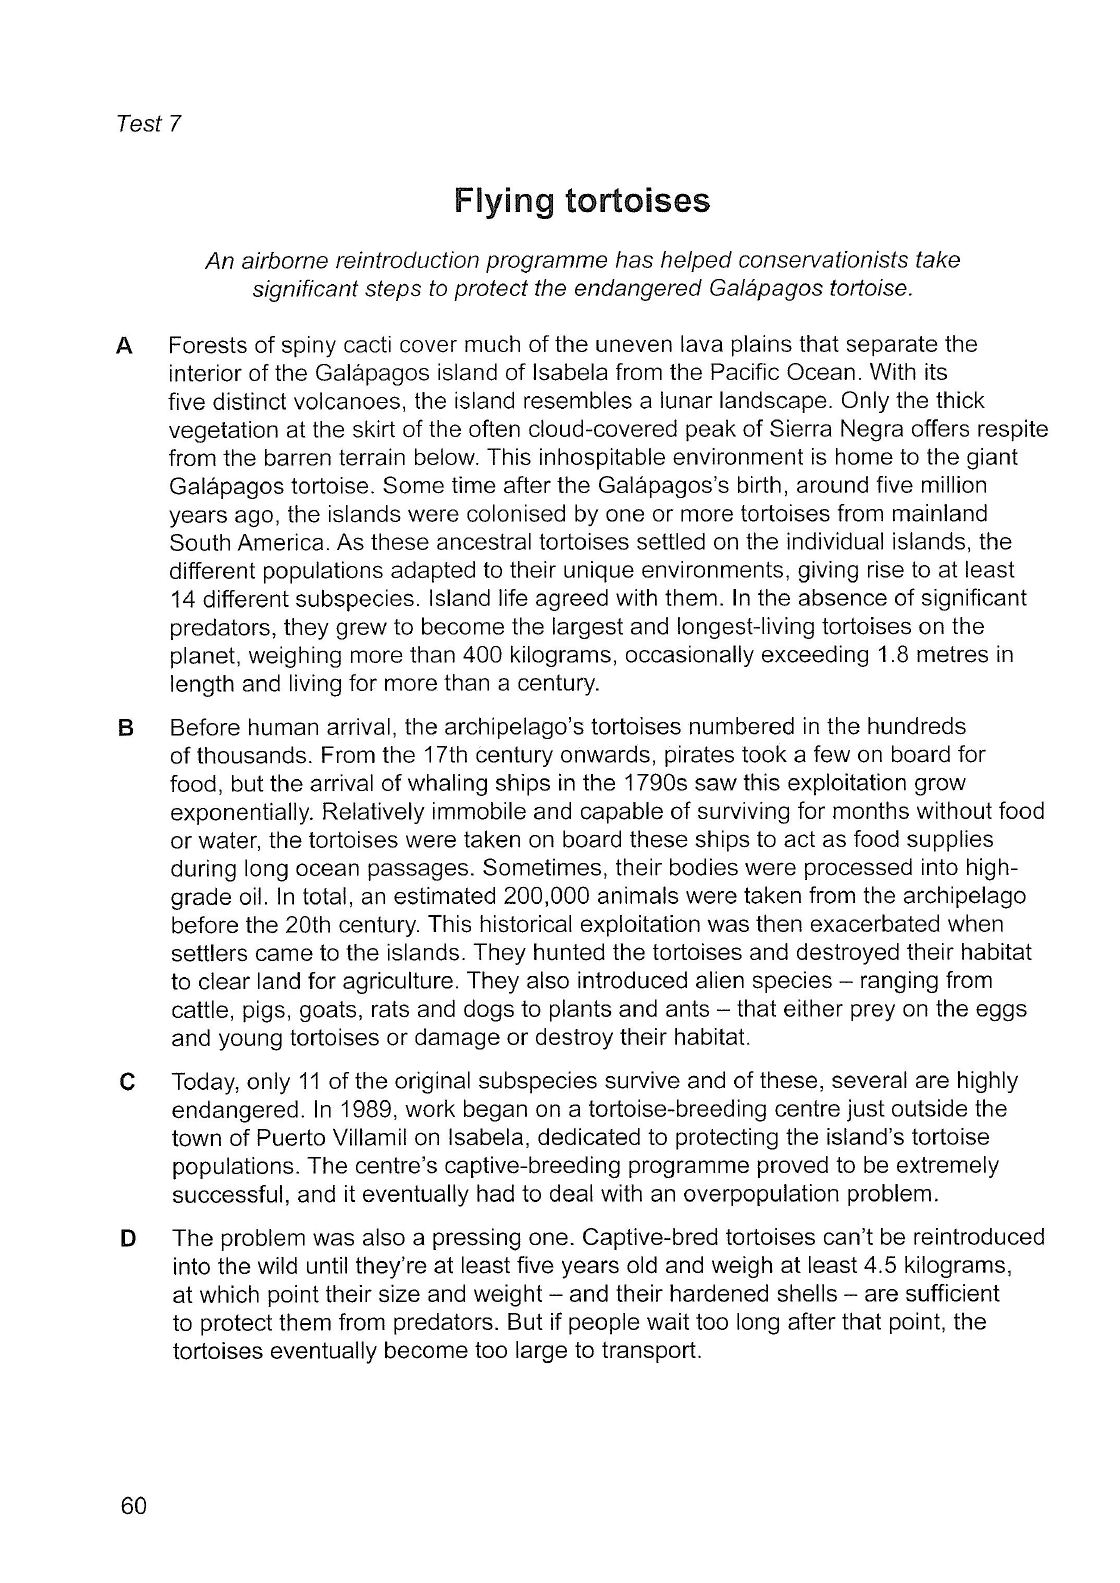 Test 7
Flying tortoises
An airborne reintroduction programme has helped conservationists take
significant steps to protect the endangered Galápagos tortoise.
A Forests of spiny cacti cover much of the uneven lava plains that separate the
interior of the Galápagos island of Isabela from the Pacific Ocean. With its
five distinct volcanoes, the island resembles a lunar landscape. Only the thick
vegetation at the skirt of the often cloud-covered peak of Sierra Negra offers respite
from the barren terrain below. This inhospitable environment is home to the giant
Galápagos tortoise. Some time after the Galápagos's birth, around five million
years ago, the islands were colonised by one or more tortoises from mainland
South America. As these ancestral tortoises settled on the individual islands, the
different populations adapted to their unique environments, giving rise to at least
14 different subspecies. Island life agreed with them. In the absence of significant
predators, they grew to become the largest and longest-living tortoises on the
planet, weighing more than 400 kilograms, occasionally exceeding 1.8 metres in
length and living for more than a century.
B Before human arrival, the archipelago's tortoises numbered in the hundreds
of thousands. From the 17th century onwards, pirates took a few on board for
food, but the arrival of whaling ships in the 1790s saw this exploitation grow
exponentially. Relatively immobile and capable of surviving for months without food
or water, the tortoises were taken on board these ships to act as food supplies
during long ocean passages. Sometimes, their bodies were processed into high-
grade oil. In total, an estimated 200,000 animals were taken from the archipelago
before the 20th century. This historical exploitation was then exacerbated when
settlers came to the islands. They hunted the tortoises and destroyed their habitat
to clear land for agriculture. They also introduced alien species – ranging from
cattle, pigs, goats, rats and dogs to plants and ants – that either prey on the eggs
and young tortoises or damage or destroy their habitat.
C Today, only 11 of the original subspecies survive and of these, several are highly
endangered. In 1989, work began on a tortoise-breeding centre just outside the
town of Puerto Villamil on Isabela, dedicated to protecting the island's tortoise
populations. The centre's captive-breeding programme proved to be extremely
successful, and it eventually had to deal with an overpopulation problem.
D The problem was also a pressing one. Captive-bred tortoises can't be reintroduced
into the wild until they're at least five years old and weigh at least 4.5 kilograms,
at which point their size and weight – and their hardened shells – are sufficient
to protect them from predators. But if people wait too long after that point, the
tortoises eventually become too large to transport.
60